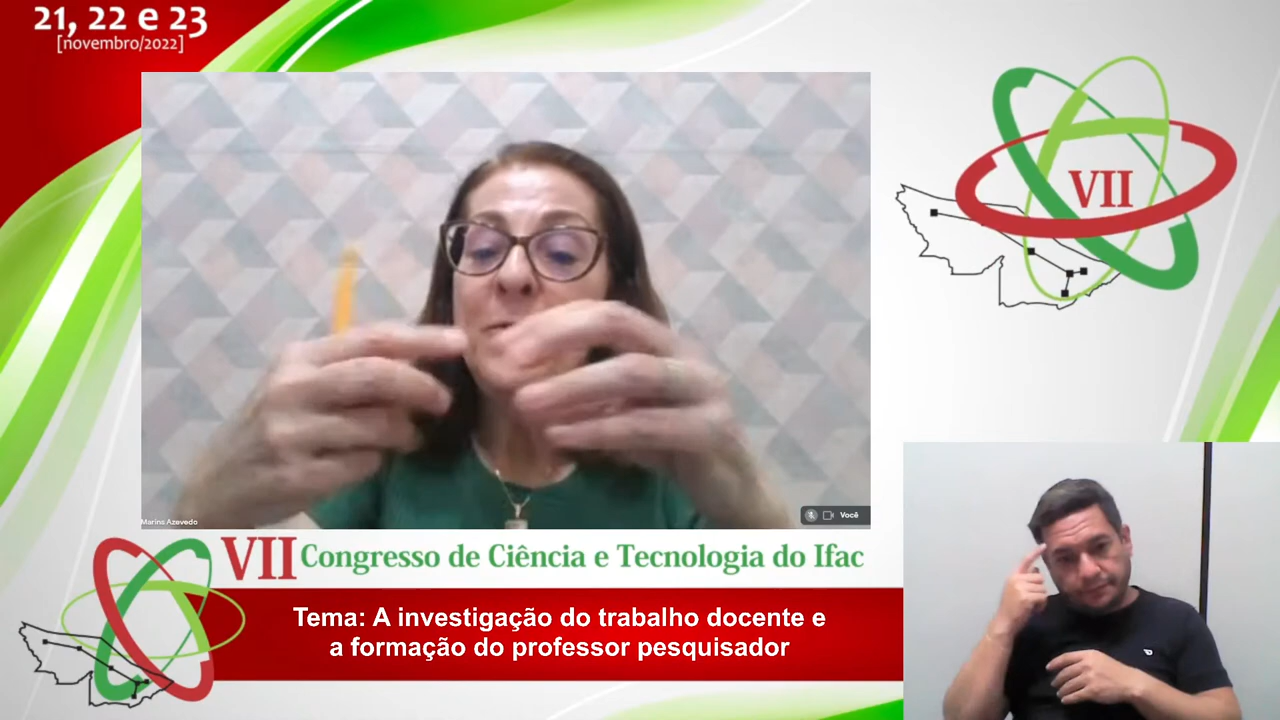 21, 22 e 23
[novembro/2022]
VII
Marins Azevedo
Você
VII Congresso de Ciência e Tecnologia do Ifac
Tema: A investigação do trabalho docente e
a formação do professor pesquisador